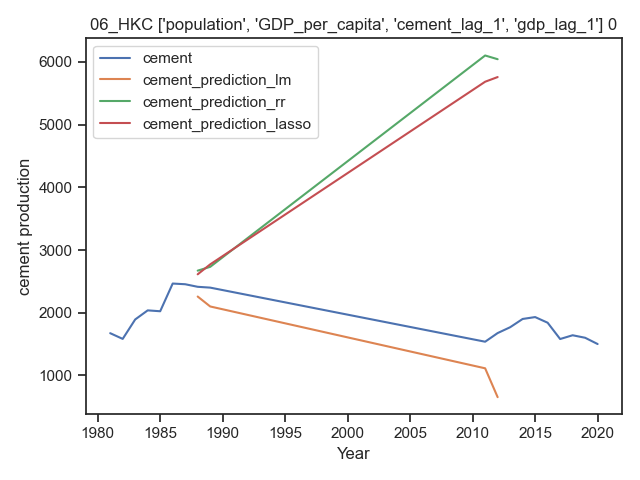 06_HKC ['population', 'GDP_per_capita', 'cement_lag_1', 'gdp_lag_1'] 0
cement
cement_prediction_lm
cement_prediction_rr
cement_prediction_lasso
cement production
6000
5000
4000
3000
2000
1000
1980 1985 1990 1995 2000 2005 2010 2015 2020
Year